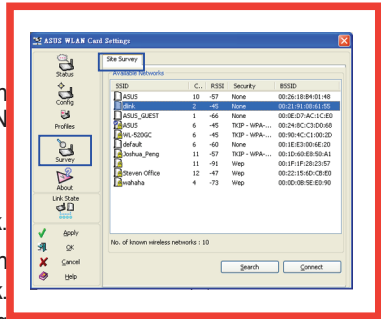 ASUS WLAN Card Settings
Site Survey
Available Networks
SSID C.. RSSI Security BSSID
ASUS 10 -57 None 00:26:18:B4:01:48
dlink 2 -45 None 00:21:91:08:61:55
ASUS_GUEST 1 -66 None 00:0E:D7:AC:1C:E0
ASUS 6 -45 TKIP - WPA-... 00:24:8C:C3:D0:68
WL-520GC 6 -45 TKIP - WPA-... 00:90:4C:C1:00:2D
default 6 -60 None 00:1E:E3:00:6E:20
Joshua_Peng 11 -57 TKIP - WPA-... 00:1D:60:E8:50:A1
11 -91 Wep 00:1F:1F:28:23:57
Steven Office 12 -47 Wep 00:22:15:6D:CB:E0
wahaha 4 -73 Wep 00:0D:0B:5E:E0:90
Status
Config
Profiles
Survey
About
Link State
Apply
OK
Cancel
Help
No. of known wireless networks : 10
Search
Connect